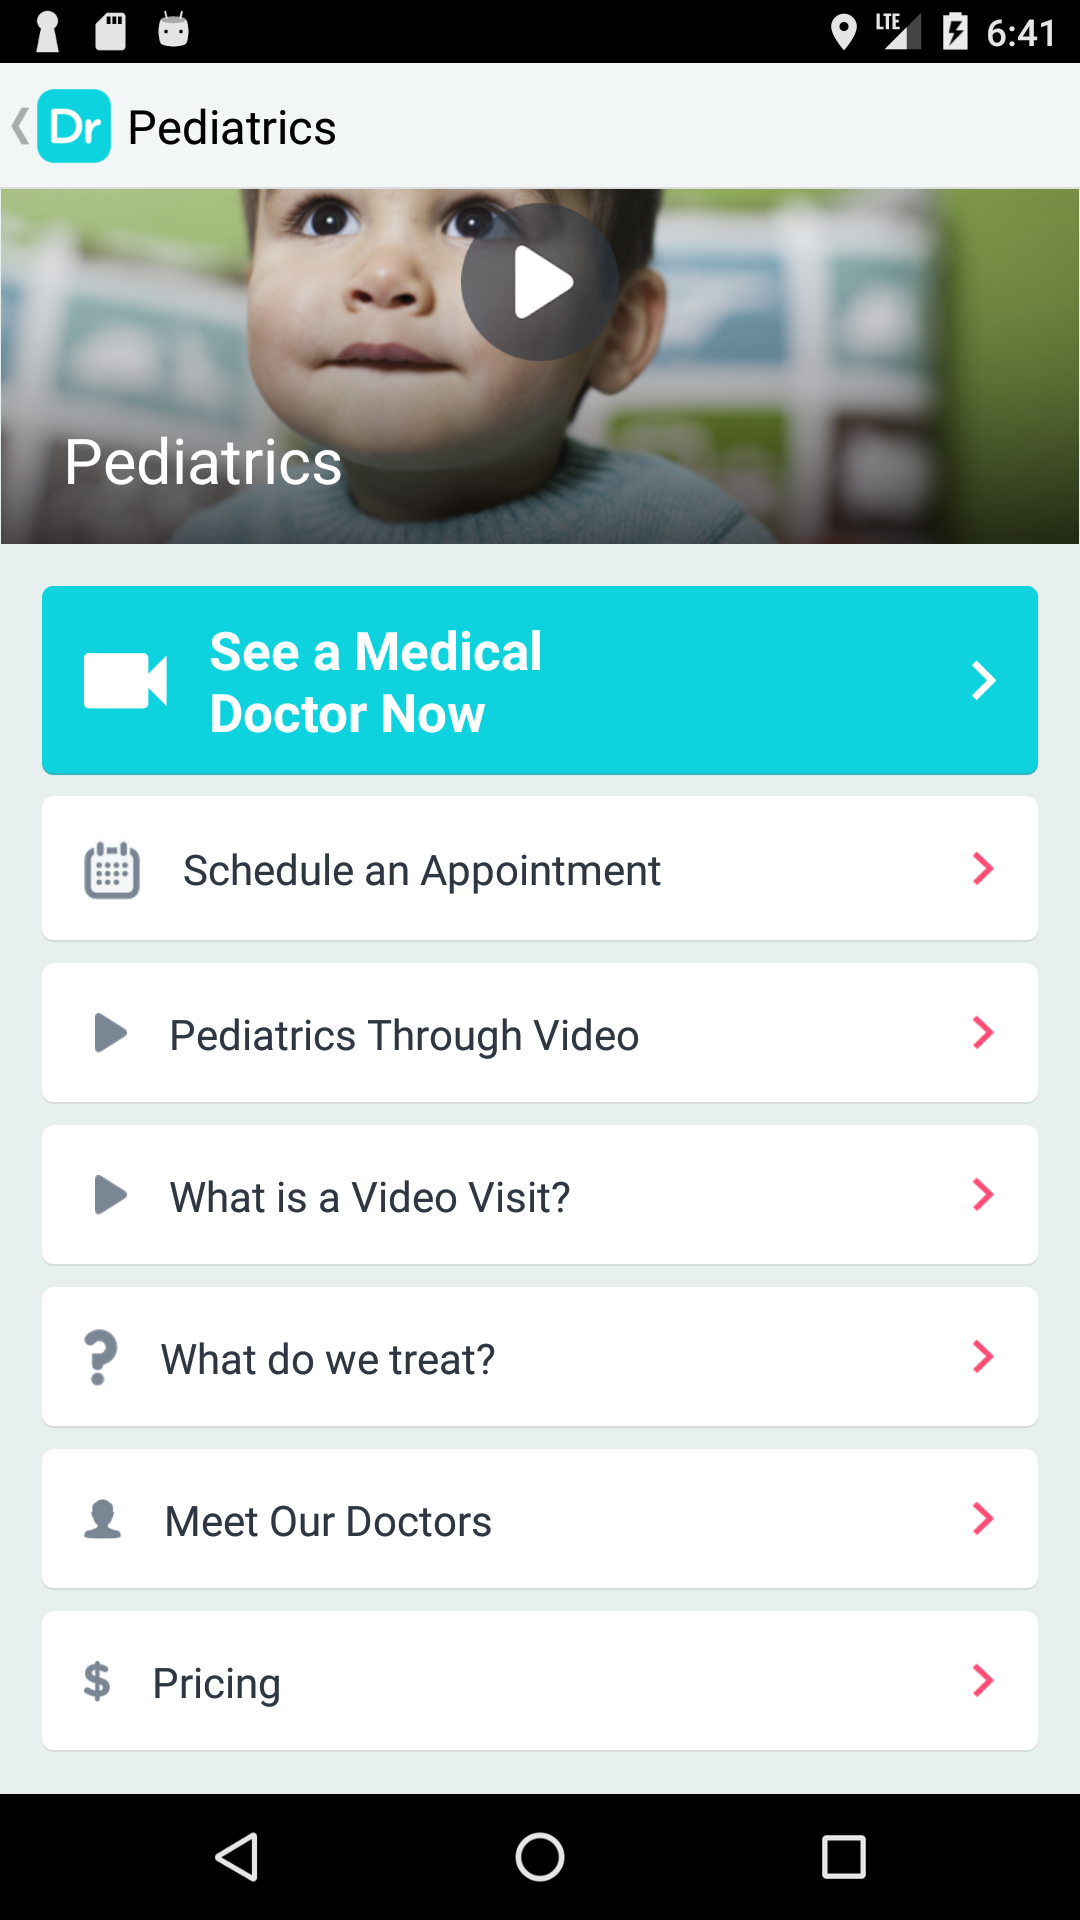 LTE 6:41
Dr Pediatrics
Pediatrics
See a Medical
Doctor Now
Schedule an Appointment
Pediatrics Through Video
What is a Video Visit?
What do we treat?
Meet Our Doctors
$ Pricing